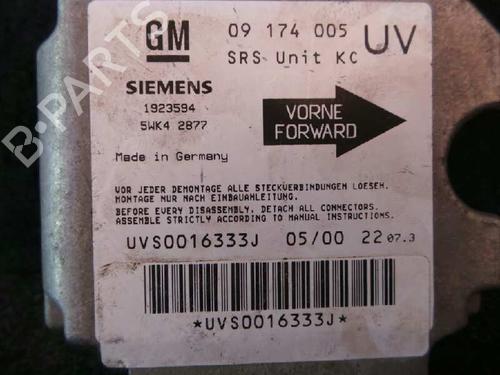 B-PARTS
GM
09 174 005 UV
SRS Unit KC
SIEMENS
1923594
5WK4 2877
VORNE
FORWARD
Made in Germany
VOR JEDER DEMONTAGE ALLE STECKVERBINDUNGEN LOESEN.
MONTAGE NUR NACH EINBAUANLEITUNG.
BEFORE EVERY DISASSEMBLY, DETACH ALL CONNECTORS.
ASSEMBLE STRICTLY ACCORDING TO MANUAL INSTRUCTIONS.
UVS0016333J 05/00 22 07.3
*UVS0016333J*